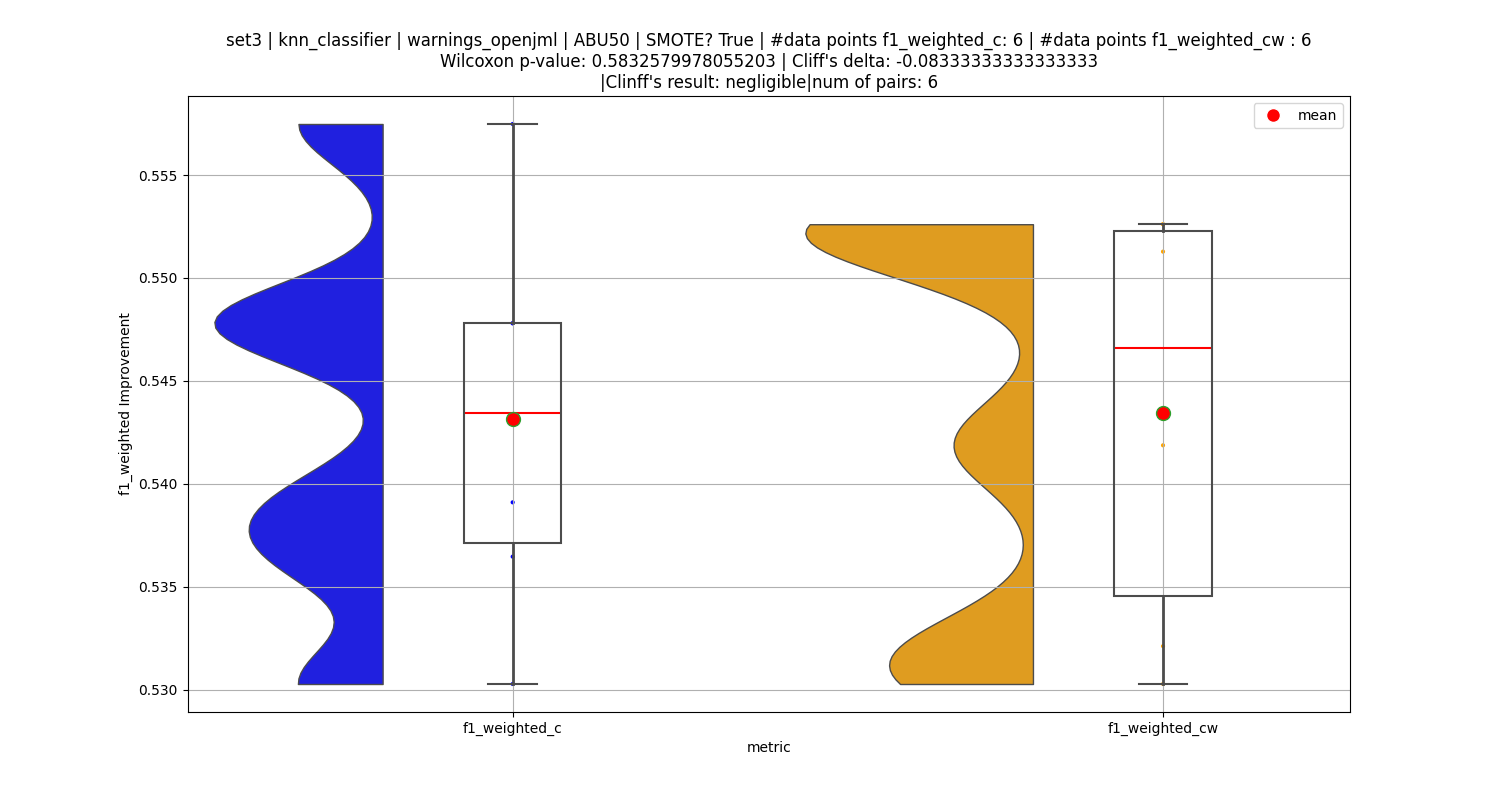 set3 | knn_classifier | warnings_openjml | ABU50 | SMOTE? True | #data points f1_weighted_c: 6 | #data points f1_weighted_cw : 6
Wilcoxon p-value: 0.5832579978055203 | Cliff's delta: -0.08333333333333333
|Clinff's result: negligible|num of pairs: 6
mean
0.555
0.550
0.545
0.540
0.535
0.530
f1_weighted Improvement
f1_weighted_c
f1_weighted_cw
metric